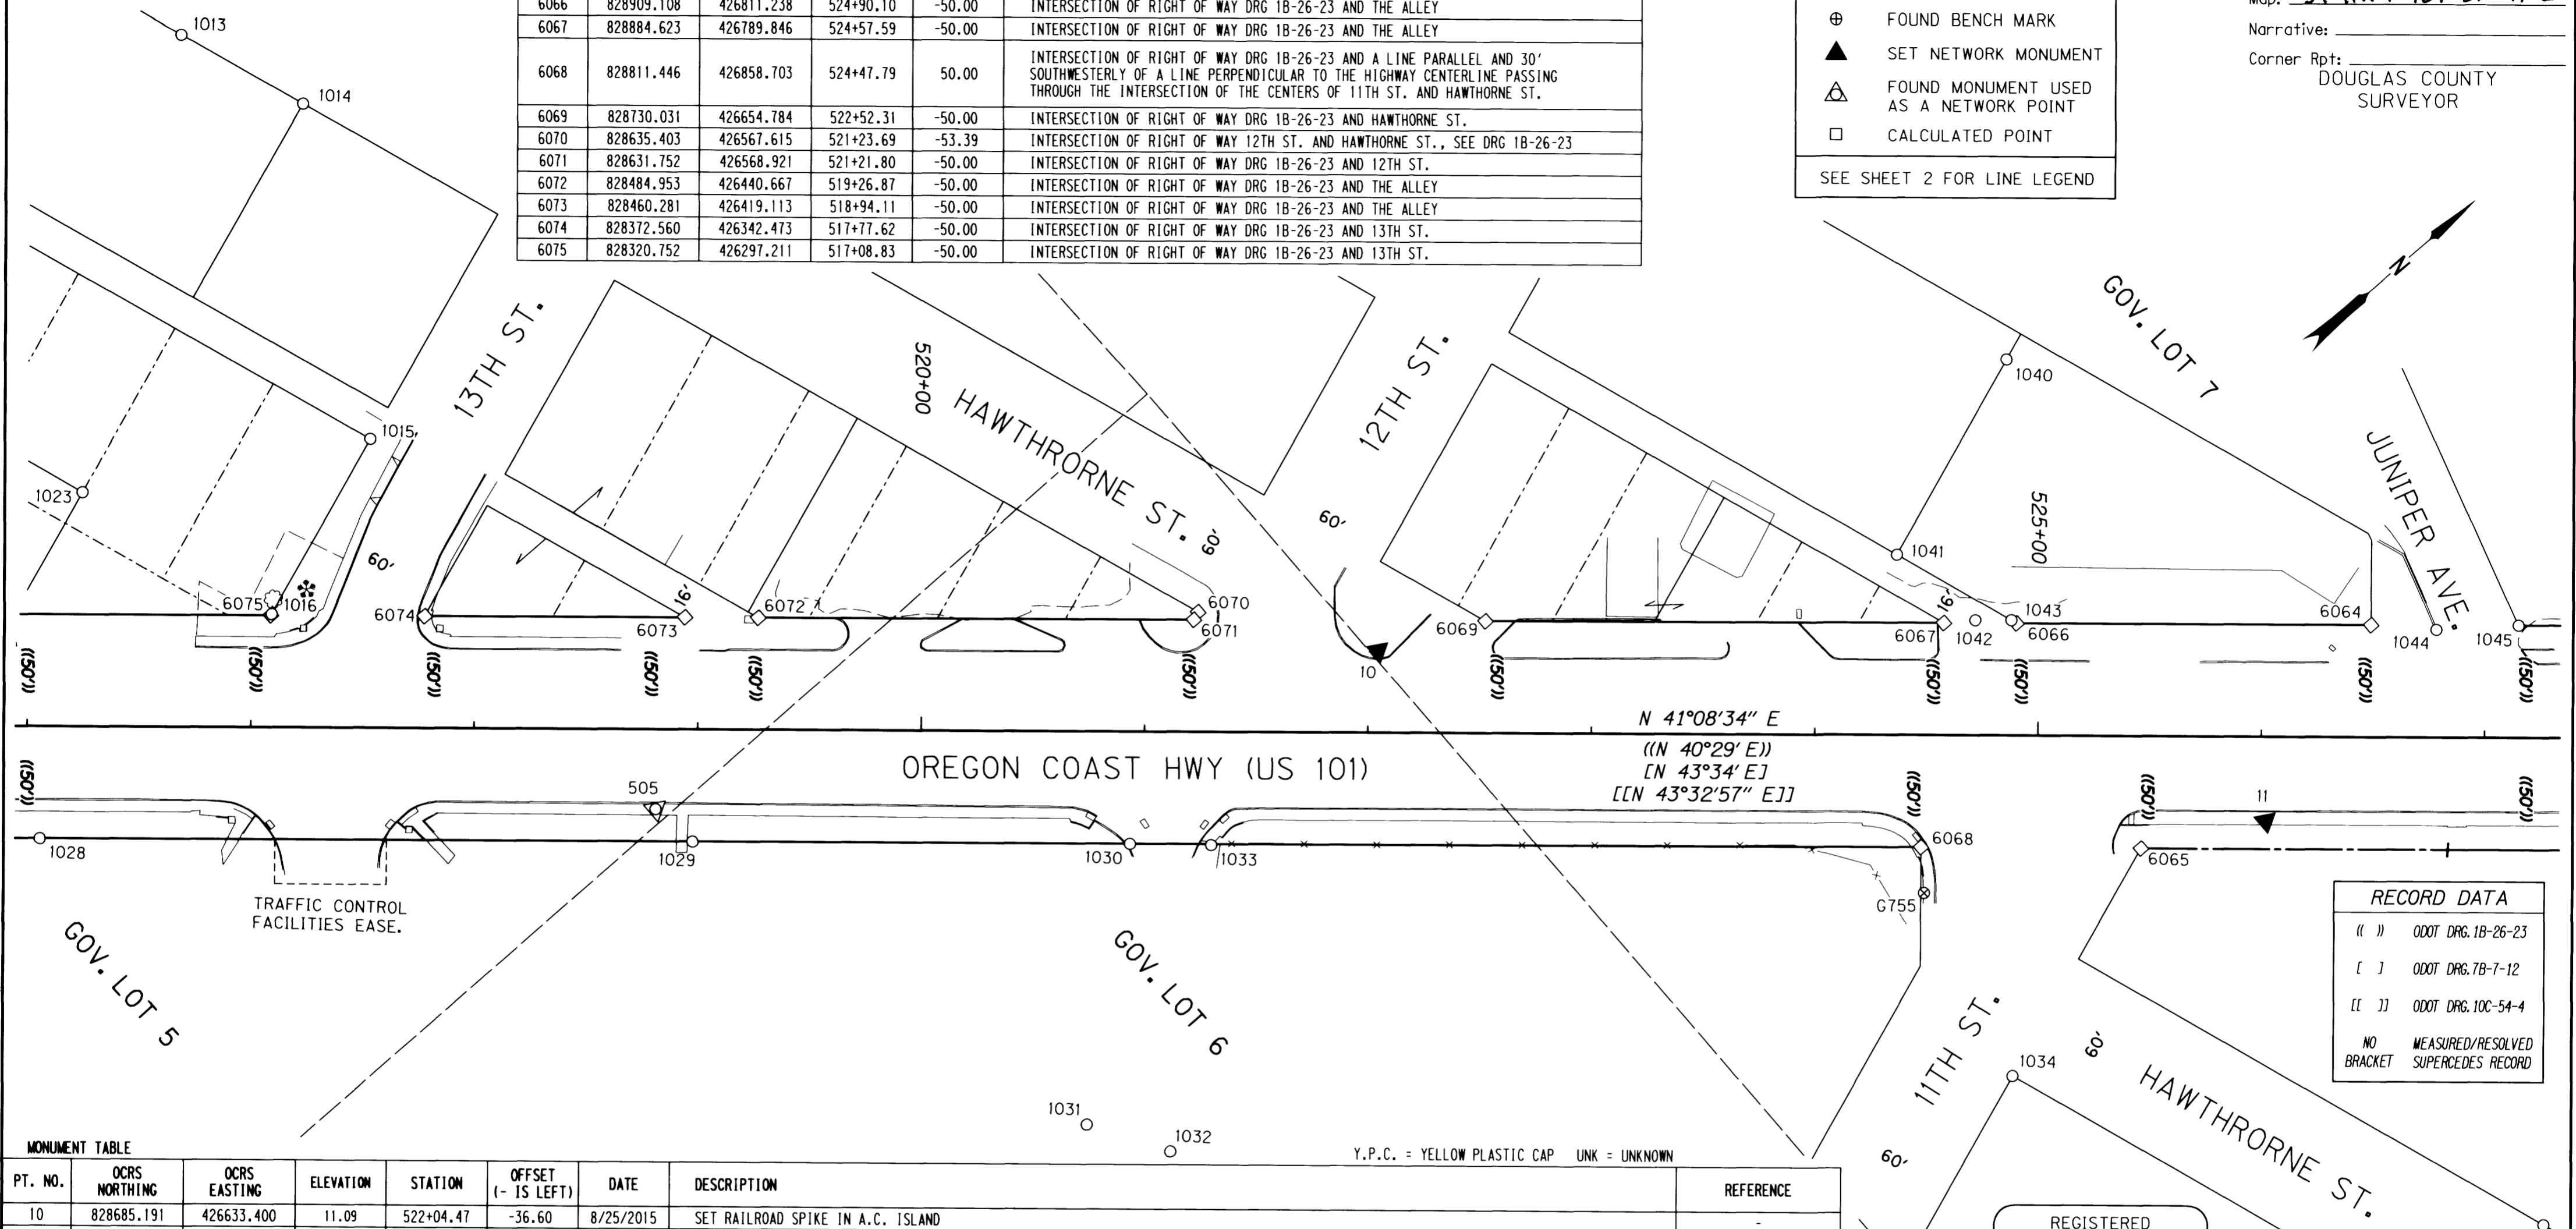 6066 828909.108 426811.238 524+90.10 -50.00 INTERSECTION OF RIGHT OF WAY DRG 1B-26-23 AND THE ALLEY
6067 828884.623 426789.846 524+57.59 -50.00 INTERSECTION OF RIGHT OF WAY DRG 1B-26-23 AND THE ALLEY
6068 828811.446 426858.703 524+47.79 50.00 INTERSECTION OF RIGHT OF WAY DRG 1B-26-23 AND A LINE PARALLEL AND 30'
SOUTHWESTERLY OF A LINE PERPENDICULAR TO THE HIGHWAY CENTERLINE PASSING
THROUGH THE INTERSECTION OF THE CENTERS OF 11TH ST. AND HAWTHORNE ST.
6069 828730.031 426654.784 522+52.31 -50.00 INTERSECTION OF RIGHT OF WAY DRG 1B-26-23 AND HAWTHORNE ST.
6070 828635.403 426567.615 521+23.69 -53.39 INTERSECTION OF RIGHT OF WAY 12TH ST. AND HAWTHORNE ST., SEE DRG 1B-26-23
6071 828631.752 426568.921 521+21.80 -50.00 INTERSECTION OF RIGHT OF WAY DRG 1B-26-23 AND 12TH ST.
6072 828484.953 426440.667 519+26.87 -50.00 INTERSECTION OF RIGHT OF WAY DRG 1B-26-23 AND THE ALLEY
6073 828460.281 426419.113 518+94.11 -50.00 INTERSECTION OF RIGHT OF WAY DRG 1B-26-23 AND THE ALLEY
6074 828372.560 426342.473 517+77.62 -50.00 INTERSECTION OF RIGHT OF WAY DRG 1B-26-23 AND 13TH ST.
6075 828320.752 426297.211 517+08.83 -50.00 INTERSECTION OF RIGHT OF WAY DRG 1B-26-23 AND 13TH ST.
FOUND BENCH MARK
SET NETWORK MONUMENT
FOUND MONUMENT USED
AS A NETWORK POINT
CALCULATED POINT
SEE SHEET 2 FOR LINE LEGEND
Map:
Narrative:
Corner Rpt:
DOUGLAS COUNTY
SURVEYOR
N
1013
1014
1015
1023
13TH ST.
520+00
HAWTHRORNE ST.
60'
12TH ST.
60'
GOV. LOT 7
1040
JUNIPER AVE.
525+00
1041
60'
6075
1016
6074
16'
6073
6072
6070
6071
10
6069
16'
6067
1042
1043
6066
6064
1044
1045
((50'))
((50'))
((50'))
((50'))
((50'))
((50'))
((50'))
((50'))
((50'))
((50'))
((50'))
N 41°08'34" E
((N 40°29' E))
[N 43°34' E]
[[N 43°32'57" E]]
OREGON COAST HWY (US 101)
((50'))
((50'))
((50'))
((50'))
505
11
1028
1029
1030
1033
6068
6065
G755
TRAFFIC CONTROL
FACILITIES EASE.
GOV. LOT 5
GOV. LOT 6
RECORD DATA
(( )) ODOT DRG. 1B-26-23
[ ] ODOT DRG. 7B-7-12
[[ ]] ODOT DRG. 10C-54-4
NO MEASURED/RESOLVED
BRACKET SUPERCEDES RECORD
11TH ST.
60'
1034
60'
HAWTHRORNE ST.
1031
1032
Y.P.C. = YELLOW PLASTIC CAP UNK = UNKNOWN
MONUMENT TABLE
PT. NO. OCRS NORTHING OCRS EASTING ELEVATION STATION OFFSET (- IS LEFT) DATE DESCRIPTION REFERENCE
10 828685.191 426633.400 11.09 522+04.47 -36.60 8/25/2015 SET RAILROAD SPIKE IN A.C. ISLAND -
REGISTERED